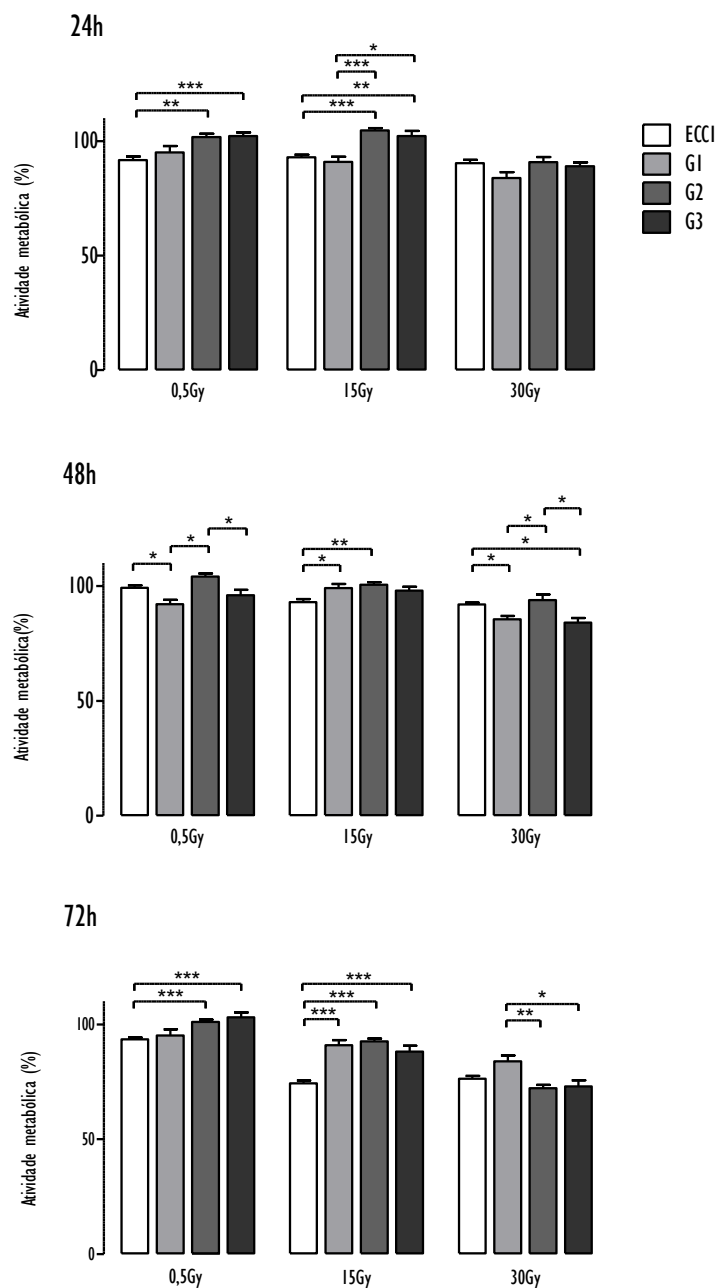 24h
***
**
*
***
**
***
100
50
0
Atividade metabólica (%)
0,5Gy
15Gy
30Gy
ECCI
G1
G2
G3
48h
*
*
*
**
*
*
*
*
*
100
50
0
Atividade metabólica(%)
0,5Gy
15Gy
30Gy
72h
***
***
***
***
***
*
**
100
50
0
Atividade metabólica (%)
0,5Gy
15Gy
30Gy